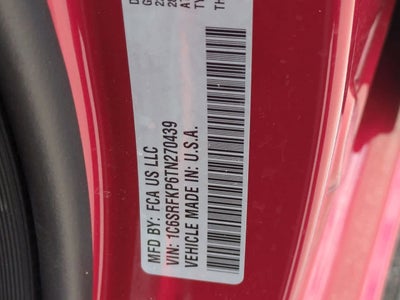 MFD BY: FCA US LLC
VIN: 1C6SRFKP6TN270439
VEHICLE MADE IN: U.S.A.